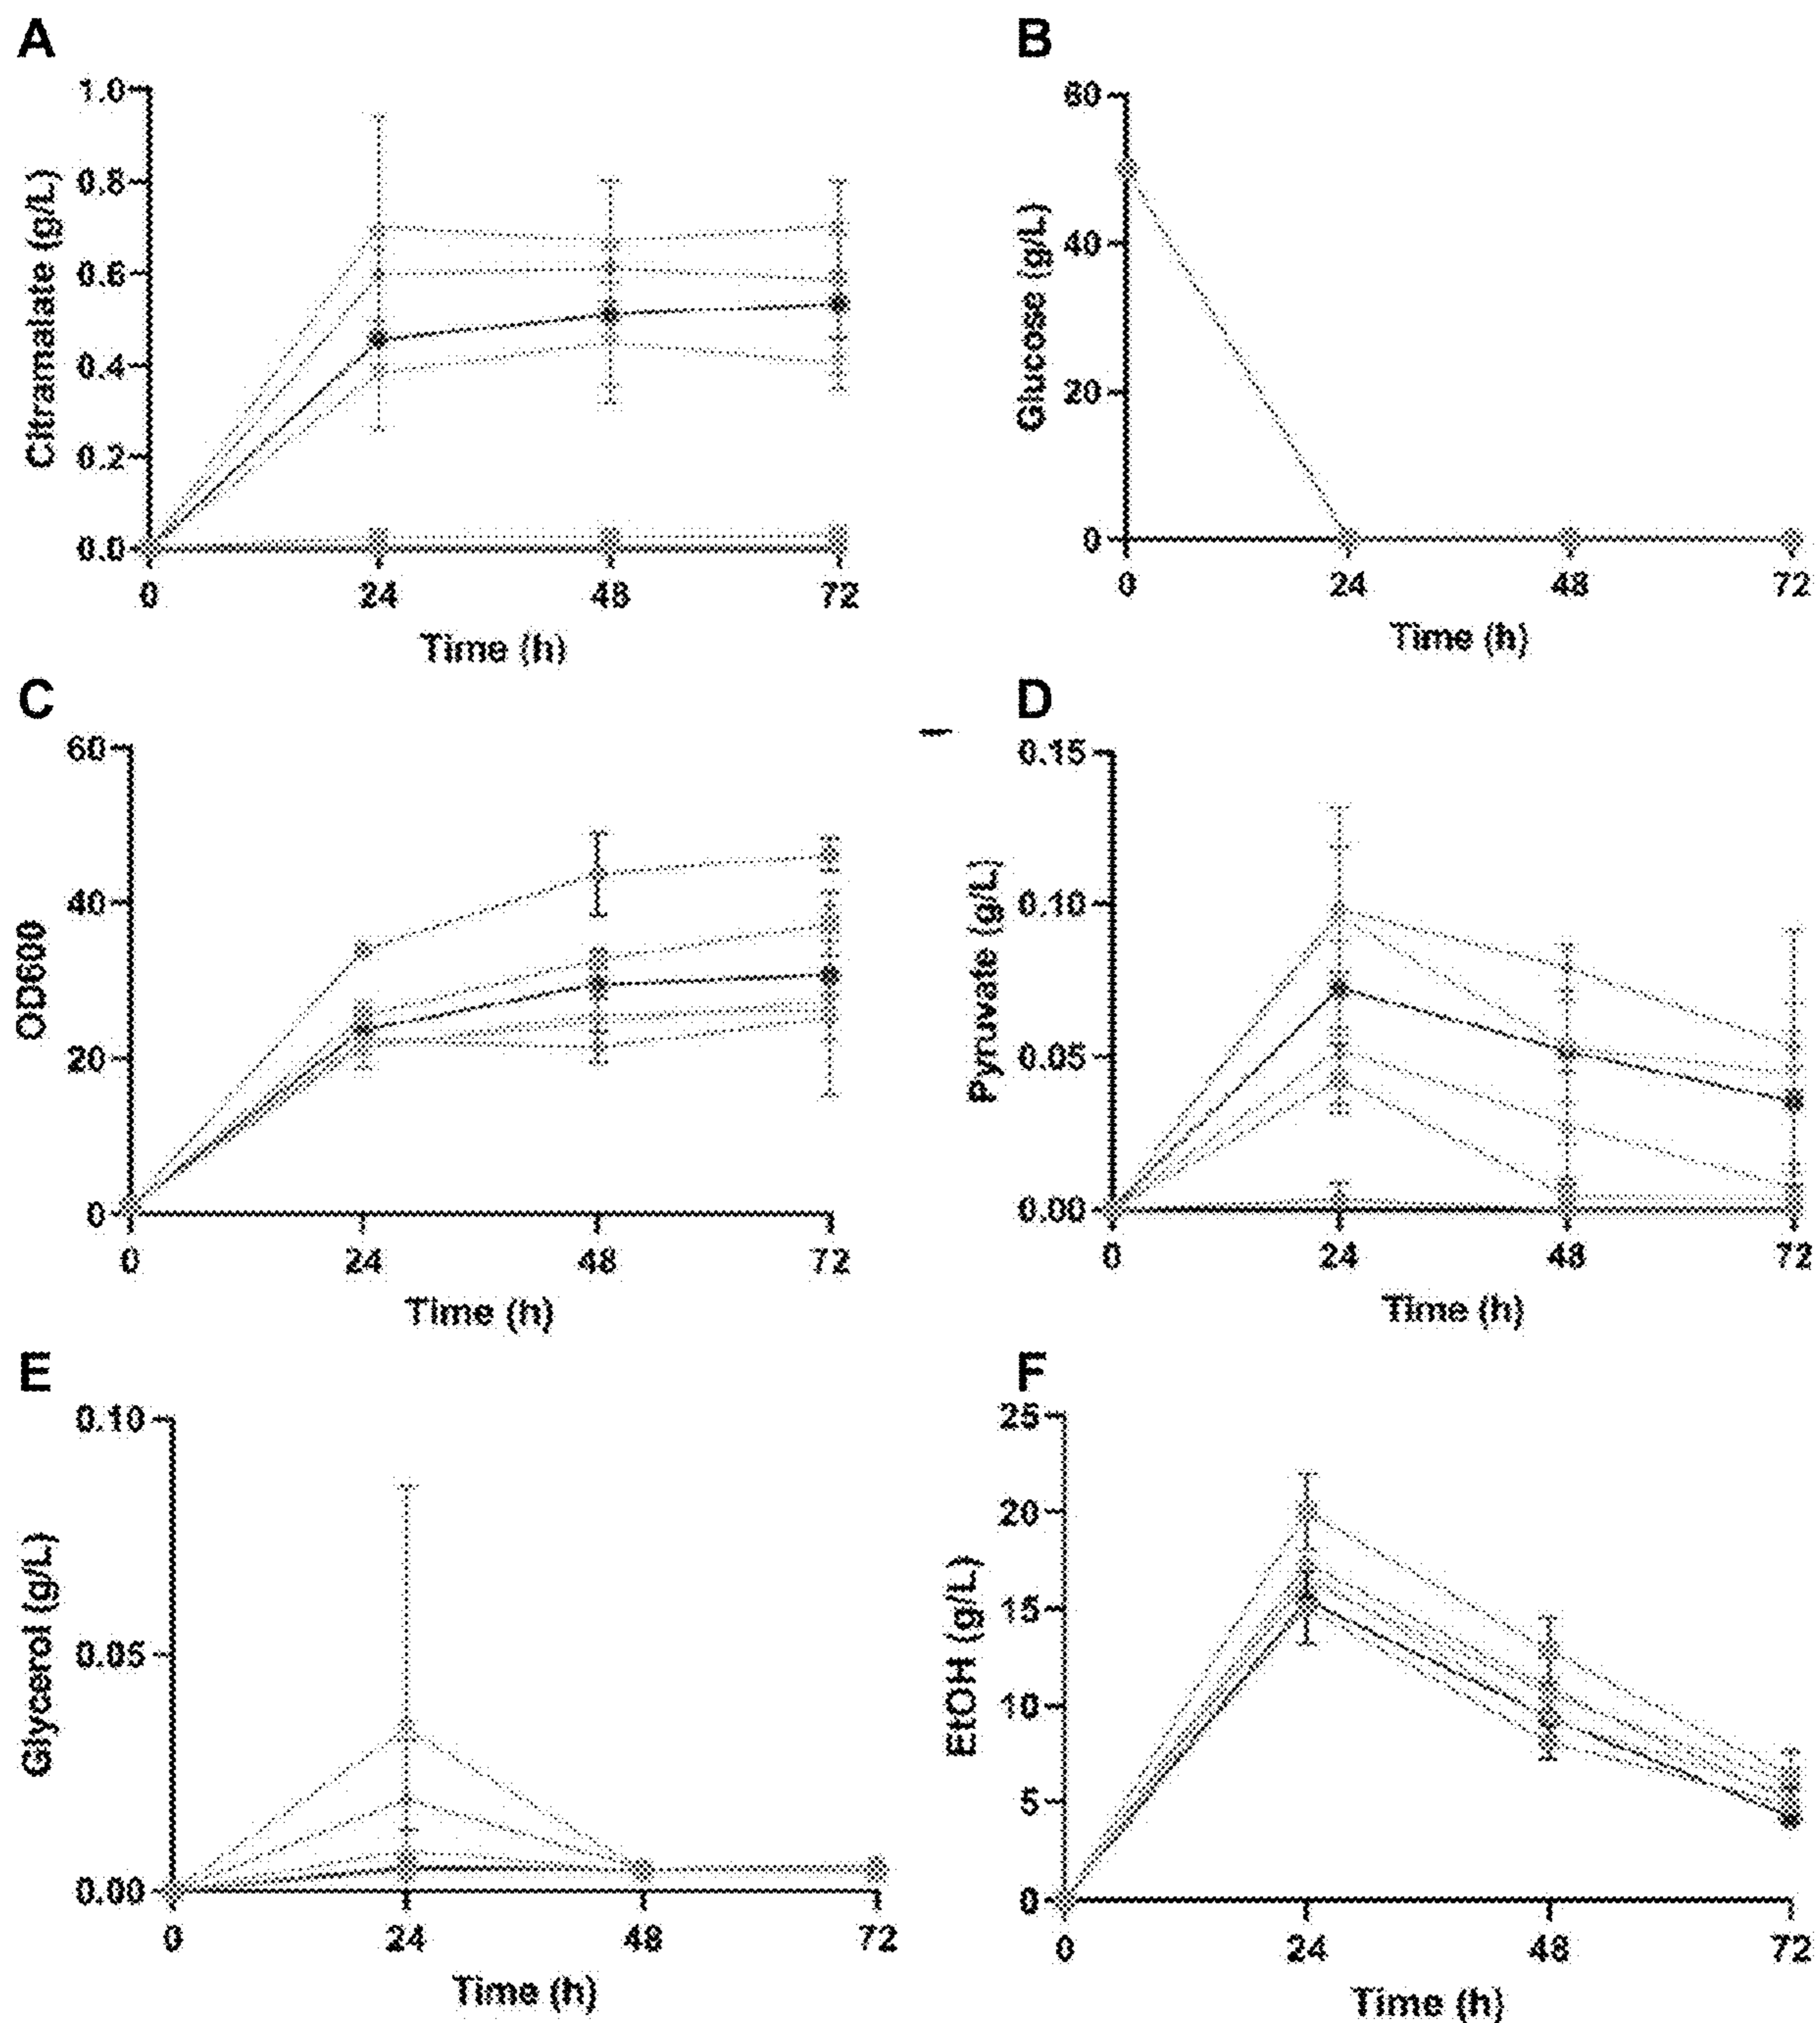 A
1.0
0.8
0.6
0.4
0.2
0.0
Citramalate (g/L)
0 24 48 72
Time (h)
B
60
40
20
0
Glucose (g/L)
0 24 48 72
Time (h)
C
60
40
20
0
OD600
0 24 48 72
Time (h)
D
0.15
0.10
0.05
0.00
Pyruvate (g/L)
0 24 48 72
Time (h)
E
0.10
0.05
0.00
Glycerol (g/L)
0 24 48 72
Time (h)
F
25
20
15
10
5
0
EtOH (g/L)
0 24 48 72
Time (h)